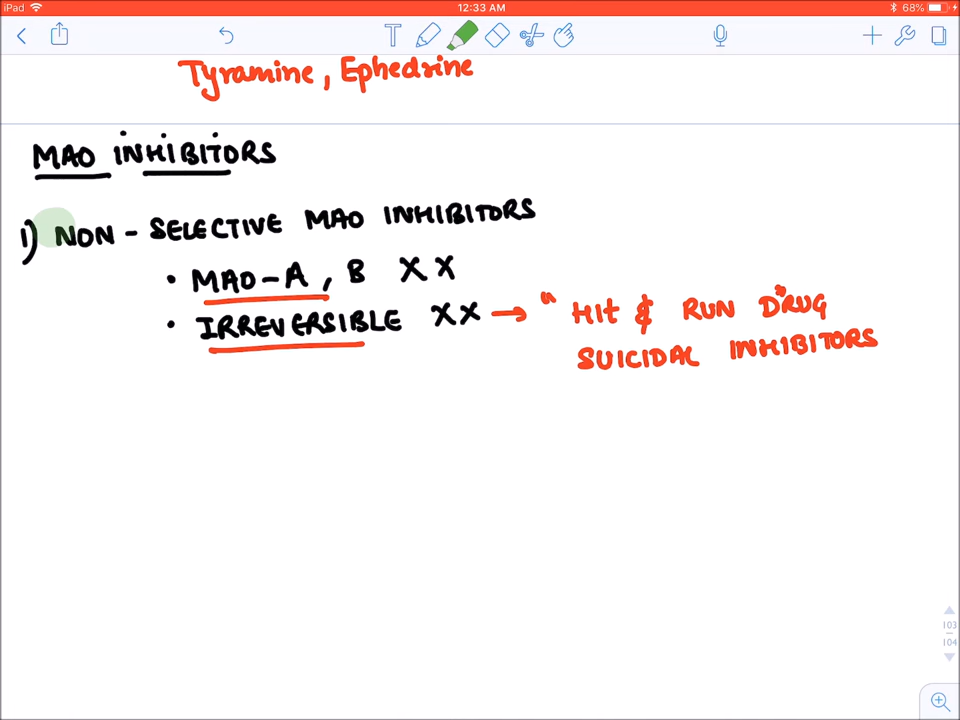 iPad 12:33 AM 68%
T
Tyramine, Ephedrine
MAO INHIBITORS
1) NON - SELECTIVE MAO INHIBITORS
• MAO-A, B XX
• IRREVERSIBLE XX → " HIt & RUN DRUG
SUICIDAL INHIBITORS
103
104